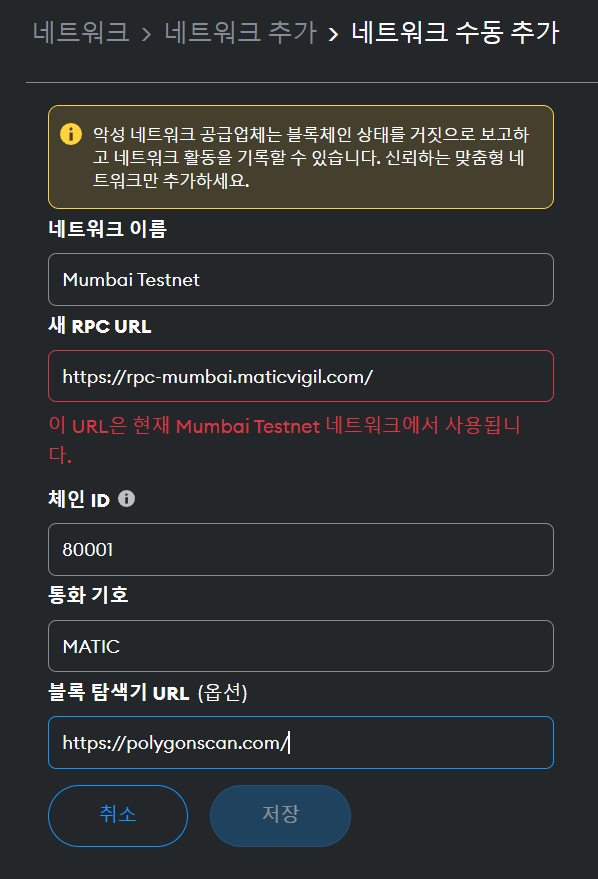 네트워크 › 네트워크 추가 › 네트워크 수동 추가
악성 네트워크 공급업체는 블록체인 상태를 거짓으로 보고하
고 네트워크 활동을 기록할 수 있습니다. 신뢰하는 맞춤형 네
트워크만 추가하세요.
네트워크 이름
Mumbai Testnet
새 RPC URL
https://rpc-mumbai.maticvigil.com/
이 URL은 현재 Mumbai Testnet 네트워크에서 사용됩니
다.
체인 ID
80001
통화 기호
MATIC
블록 탐색기 URL (옵션)
https://polygonscan.com/
취소 저장